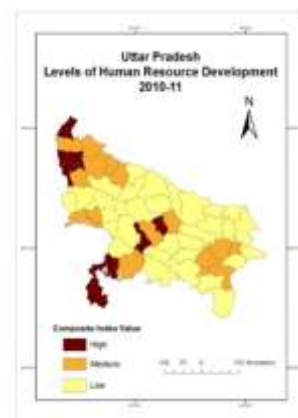 Uttar Pradesh
Levels of Human Resource Development
2010-11
N
Composite Index Value
High
Medium
Low